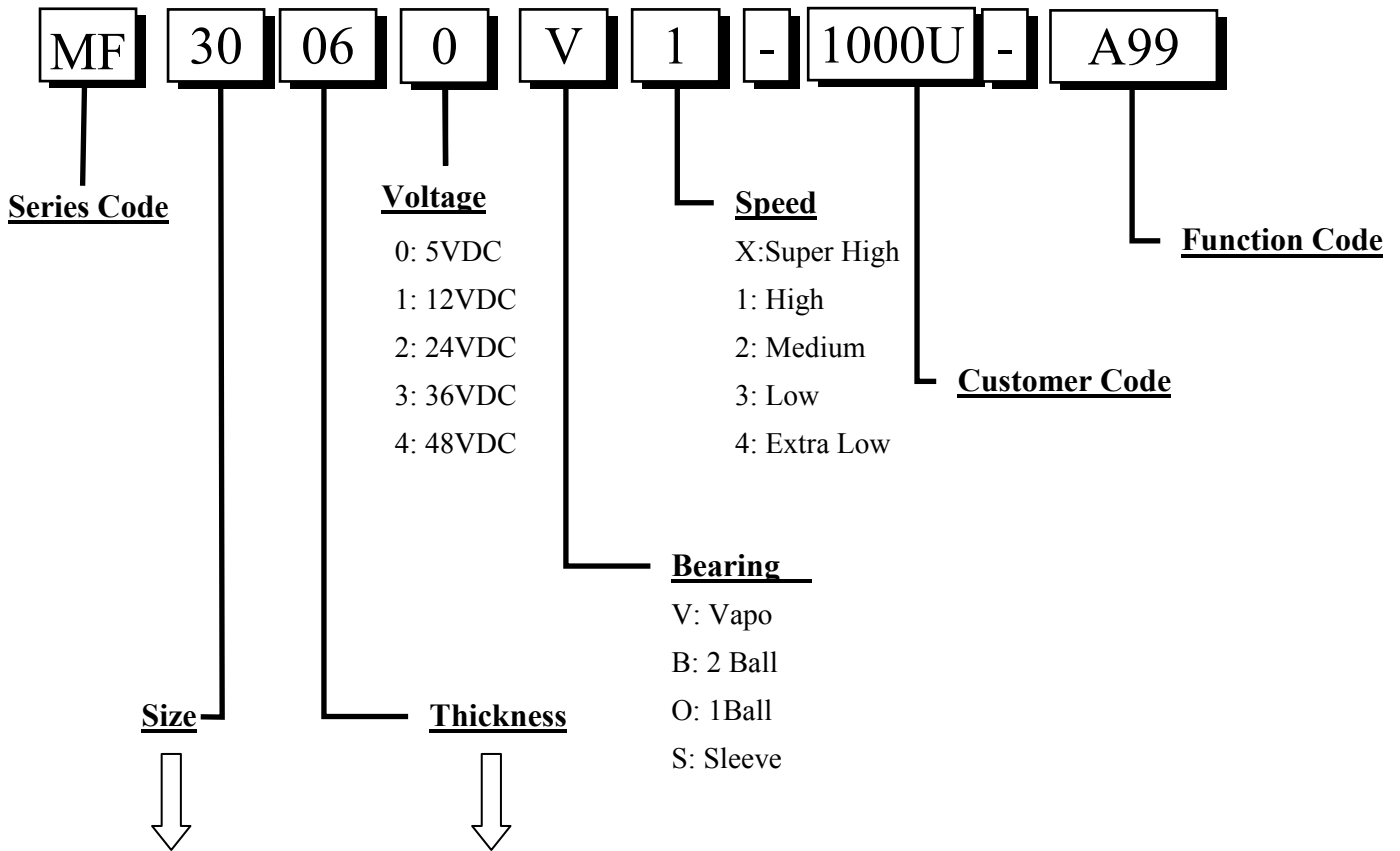 MF 30 06 0 V 1 - 1000U - A99
Series Code
Voltage
0: 5VDC
1: 12VDC
2: 24VDC
3: 36VDC
4: 48VDC
Speed
X:Super High
1: High
2: Medium
3: Low
4: Extra Low
Function Code
Customer Code
Bearing
V: Vapo
B: 2 Ball
O: 1Ball
S: Sleeve
Size
Thickness